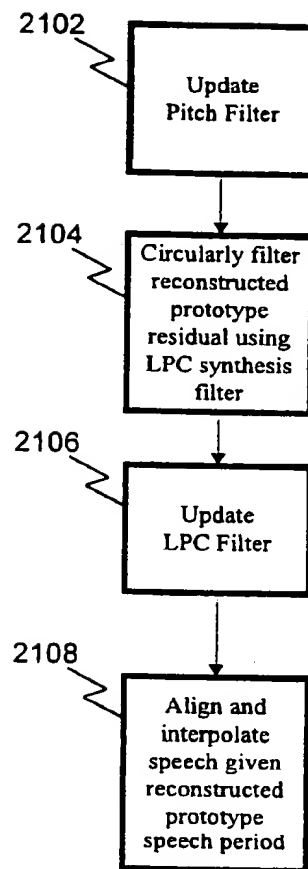 2102
Update
Pitch Filter
2104
Circularly filter
reconstructed
prototype
residual using
LPC synthesis
filter
2106
Update
LPC Filter
2108
Align and
interpolate
speech given
reconstructed
prototype
speech period